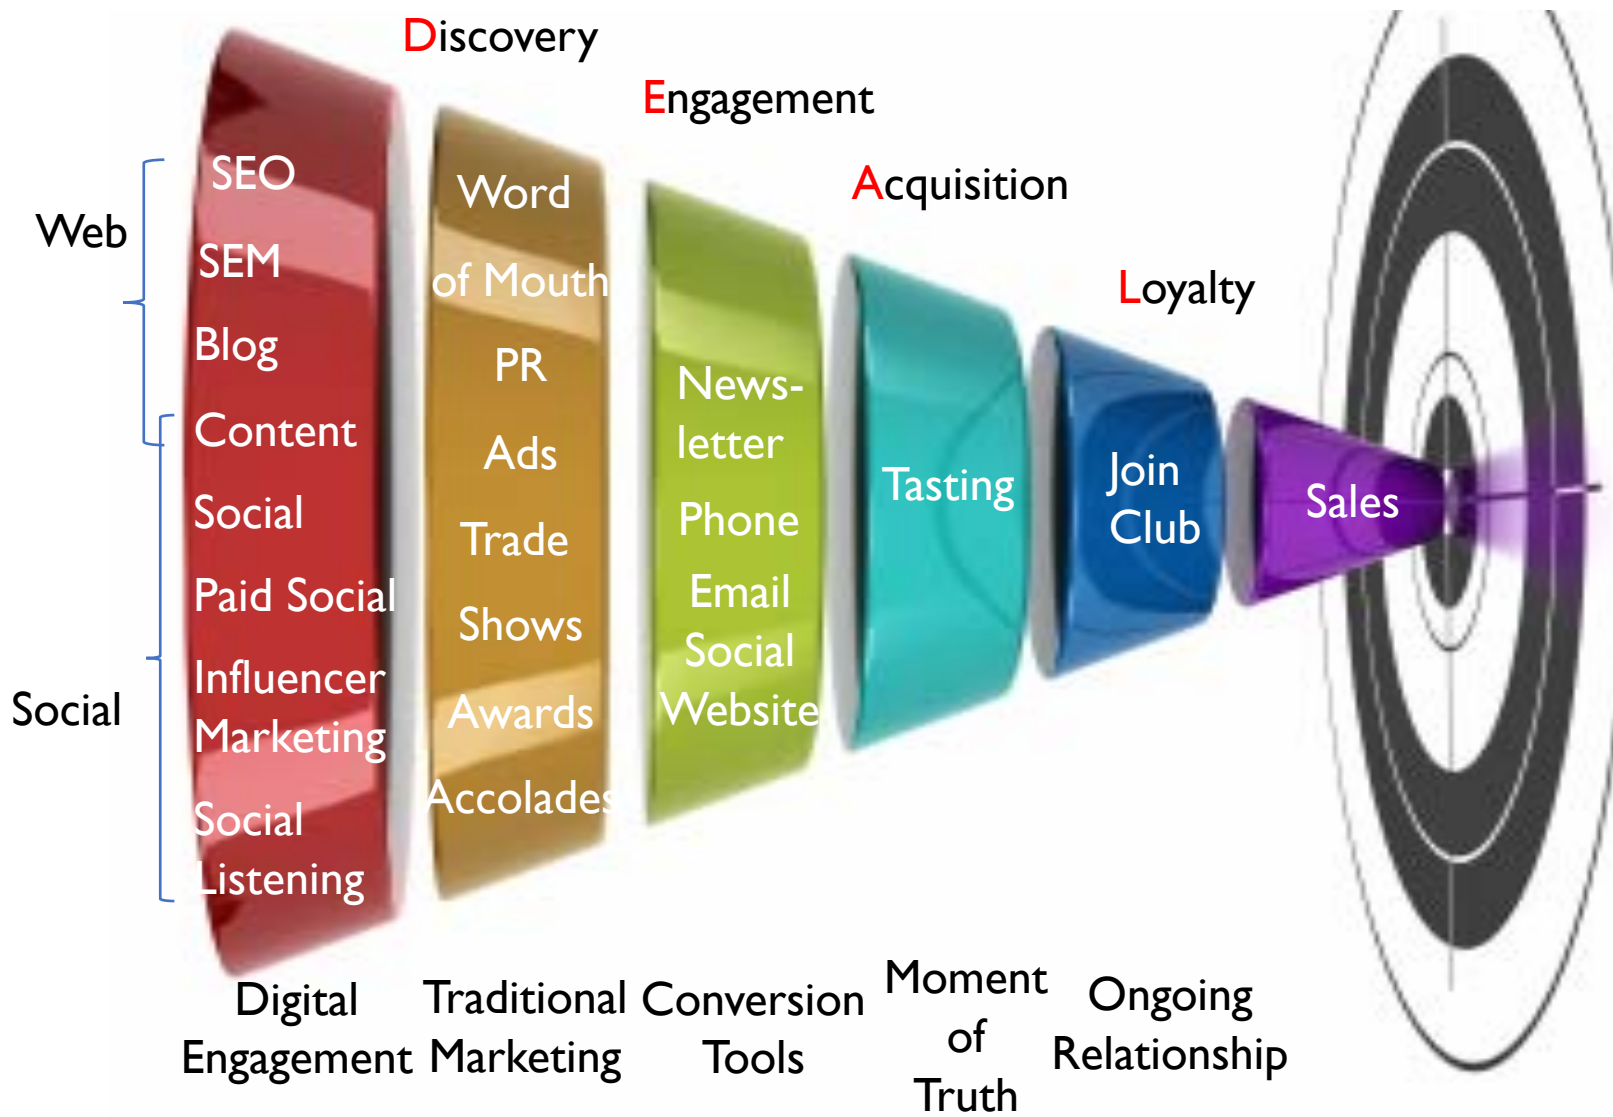 Discovery
Engagement
Acquisition
Loyalty
Web
Social
SEO
SEM
Blog
Content
Social
Paid Social
Influencer
Marketing
Social
Listening
Word
of Mouth
PR
Ads
Trade
Shows
Awards
Accolades
News-
letter
Phone
Email
Social
Website
Tasting
Join
Club
Sales
Digital
Engagement
Traditional
Marketing
Conversion
Tools
Moment
of
Truth
Ongoing
Relationship